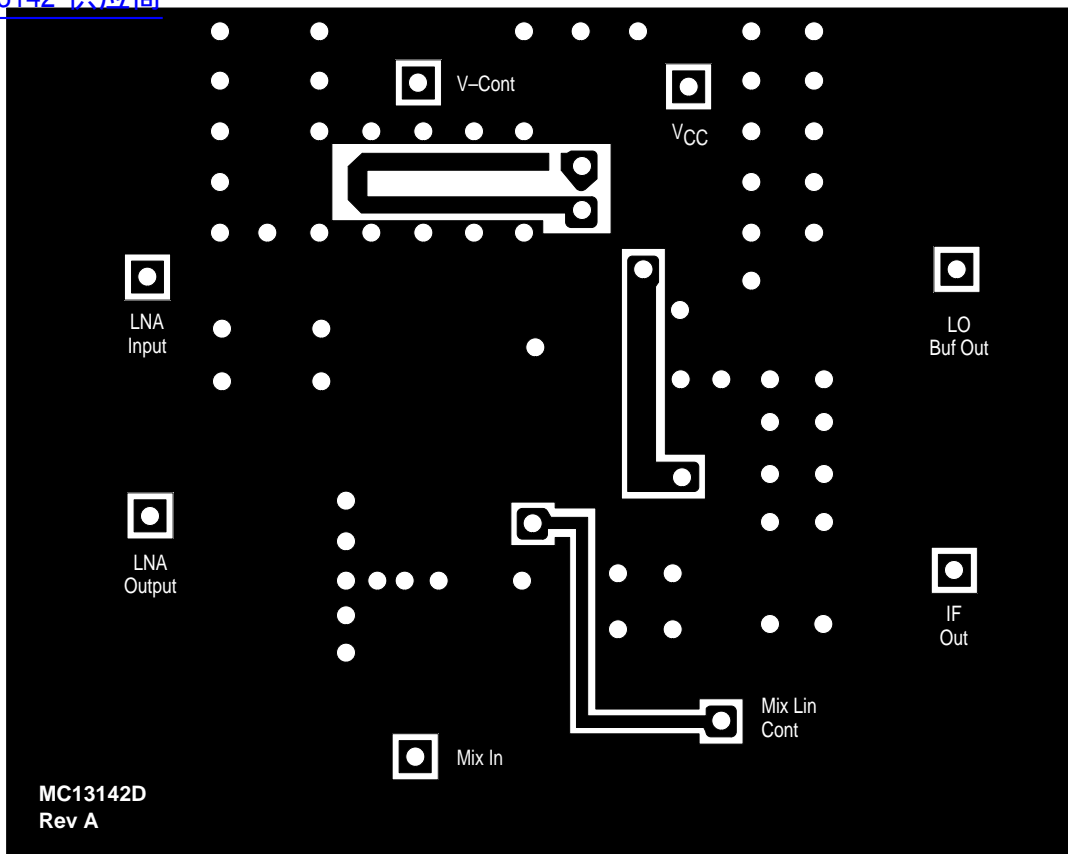 V–Cont
VCC
LNA
Input
LO
Buf Out
LNA
Output
IF
Out
Mix Lin
Cont
Mix In
MC13142D
Rev A